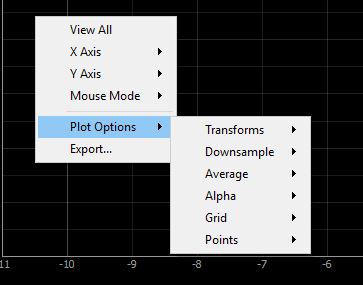 View All
X Axis
Y Axis
Mouse Mode
Plot Options
Export...
Transforms
Downsample
Average
Alpha
Grid
Points
11 -10 -9 -8 -7 -6